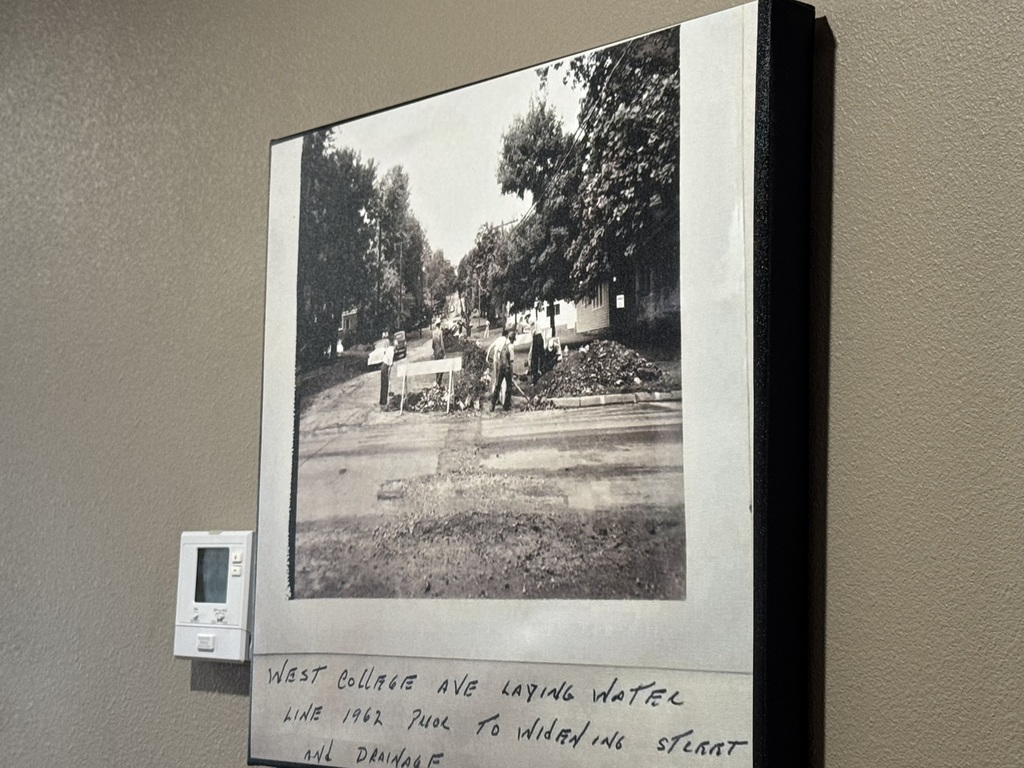 WEST COLLEGE AVE LAYING WATER
LINE 1962 PRIOR TO WIDENING STREET
AND DRAINAGE